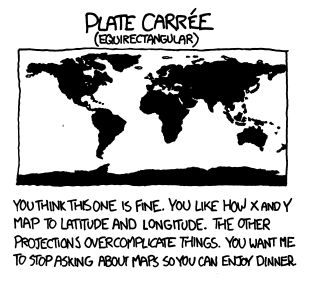 PLATE CARRÉE
(EQUIRECTANGULAR)
YOU THINK THIS ONE IS FINE. YOU LIKE HOW X AND Y
MAP TO LATITUDE AND LONGITUDE. THE OTHER
PROJECTIONS OVERCOMPLICATE THINGS. YOU WANT ME
TO STOP ASKING ABOUT MAPS SO YOU CAN ENJOY DINNER.